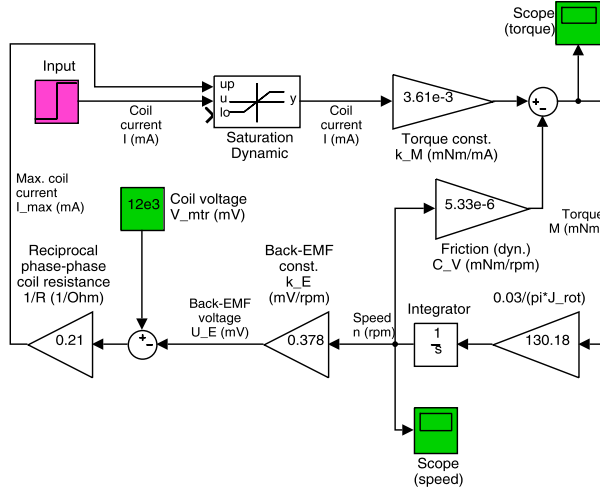 Scope
(torque)
Input
up
u
lo
y
3.61e-3
+
−
Coil
current
I (mA)
Saturation
Dynamic
Coil
current
I (mA)
Torque const.
k_M (mNm/mA)
Max. coil
current
I_max (mA)
12e3
Coil voltage
V_mtr (mV)
5.33e-6
Torque
M (mNm
Friction (dyn.)
C_V (mNm/rpm)
Reciprocal
phase-phase
coil resistance
1/R (1/Ohm)
Back-EMF
const.
k_E
(mV/rpm)
Back-EMF
voltage
U_E (mV)
Speed
n (rpm)
Integrator
0.03/(pi*J_rot)
0.21
+
−
0.378
1
s
130.18
Scope
(speed)